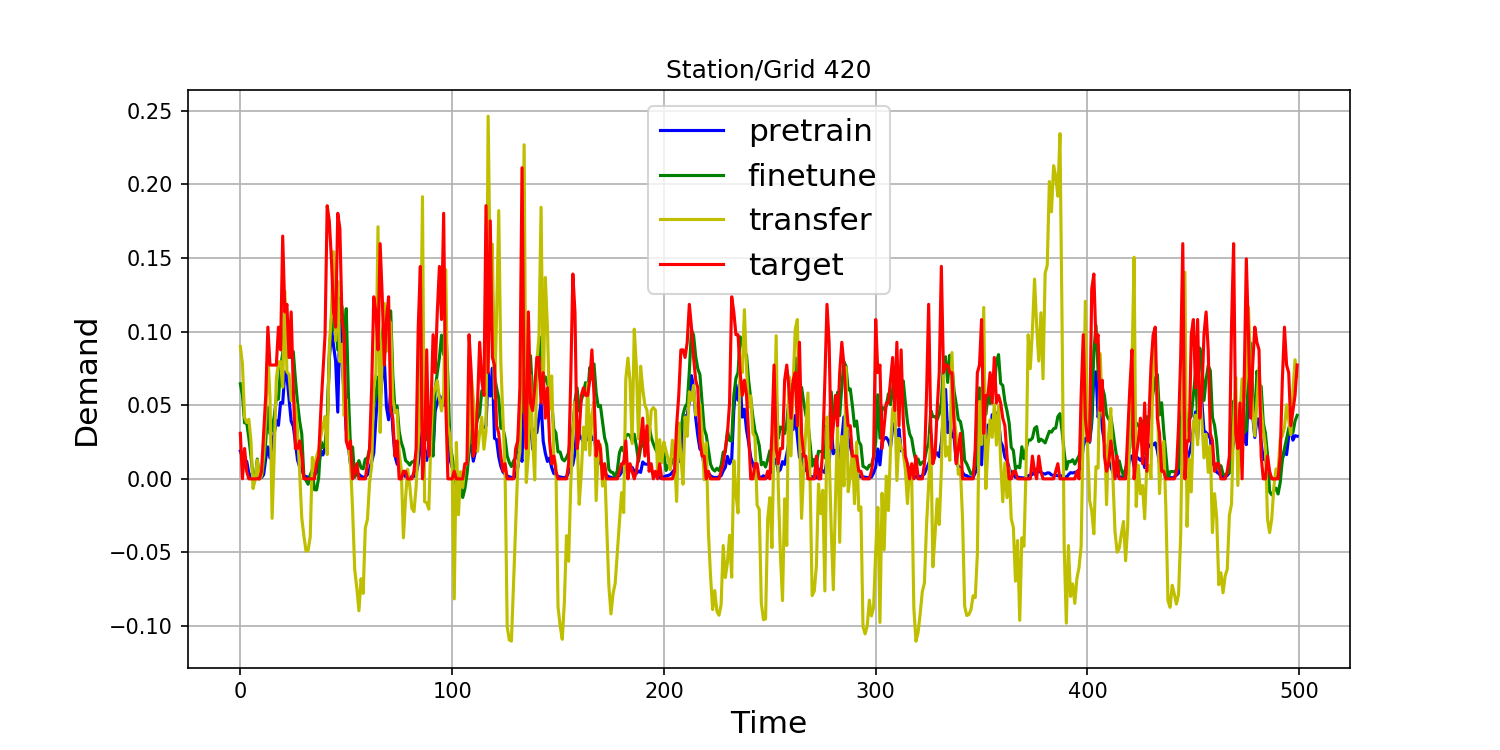 Station/Grid 420
0.25
0.20
0.15
0.10
0.05
0.00
−0.05
−0.10
Demand
pretrain
finetune
transfer
target
0 100 200 300 400 500
Time